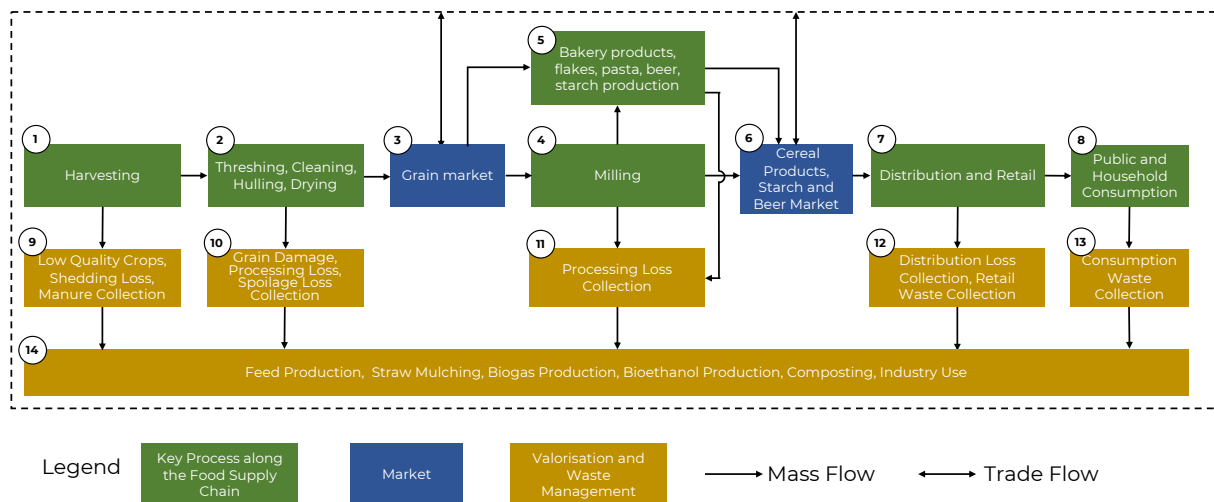 5
Bakery products,
flakes, pasta, beer,
starch production
1
Harvesting
2
Threshing, Cleaning,
Hulling, Drying
3
Grain market
4
Milling
6
Cereal
Products,
Starch and
Beer Market
7
Distribution and Retail
8
Public and
Household
Consumption
9
Low Quality Crops,
Shedding Loss,
Manure Collection
10
Grain Damage,
Processing Loss,
Spoilage Loss
Collection
11
Processing Loss
Collection
12
Distribution Loss
Collection, Retail
Waste Collection
13
Consumption
Waste
Collection
14
Feed Production, Straw Mulching, Biogas Production, Bioethanol Production, Composting, Industry Use
Legend
Key Process along
the Food Supply
Chain
Market
Valorisation and
Waste
Management
Mass Flow
Trade Flow